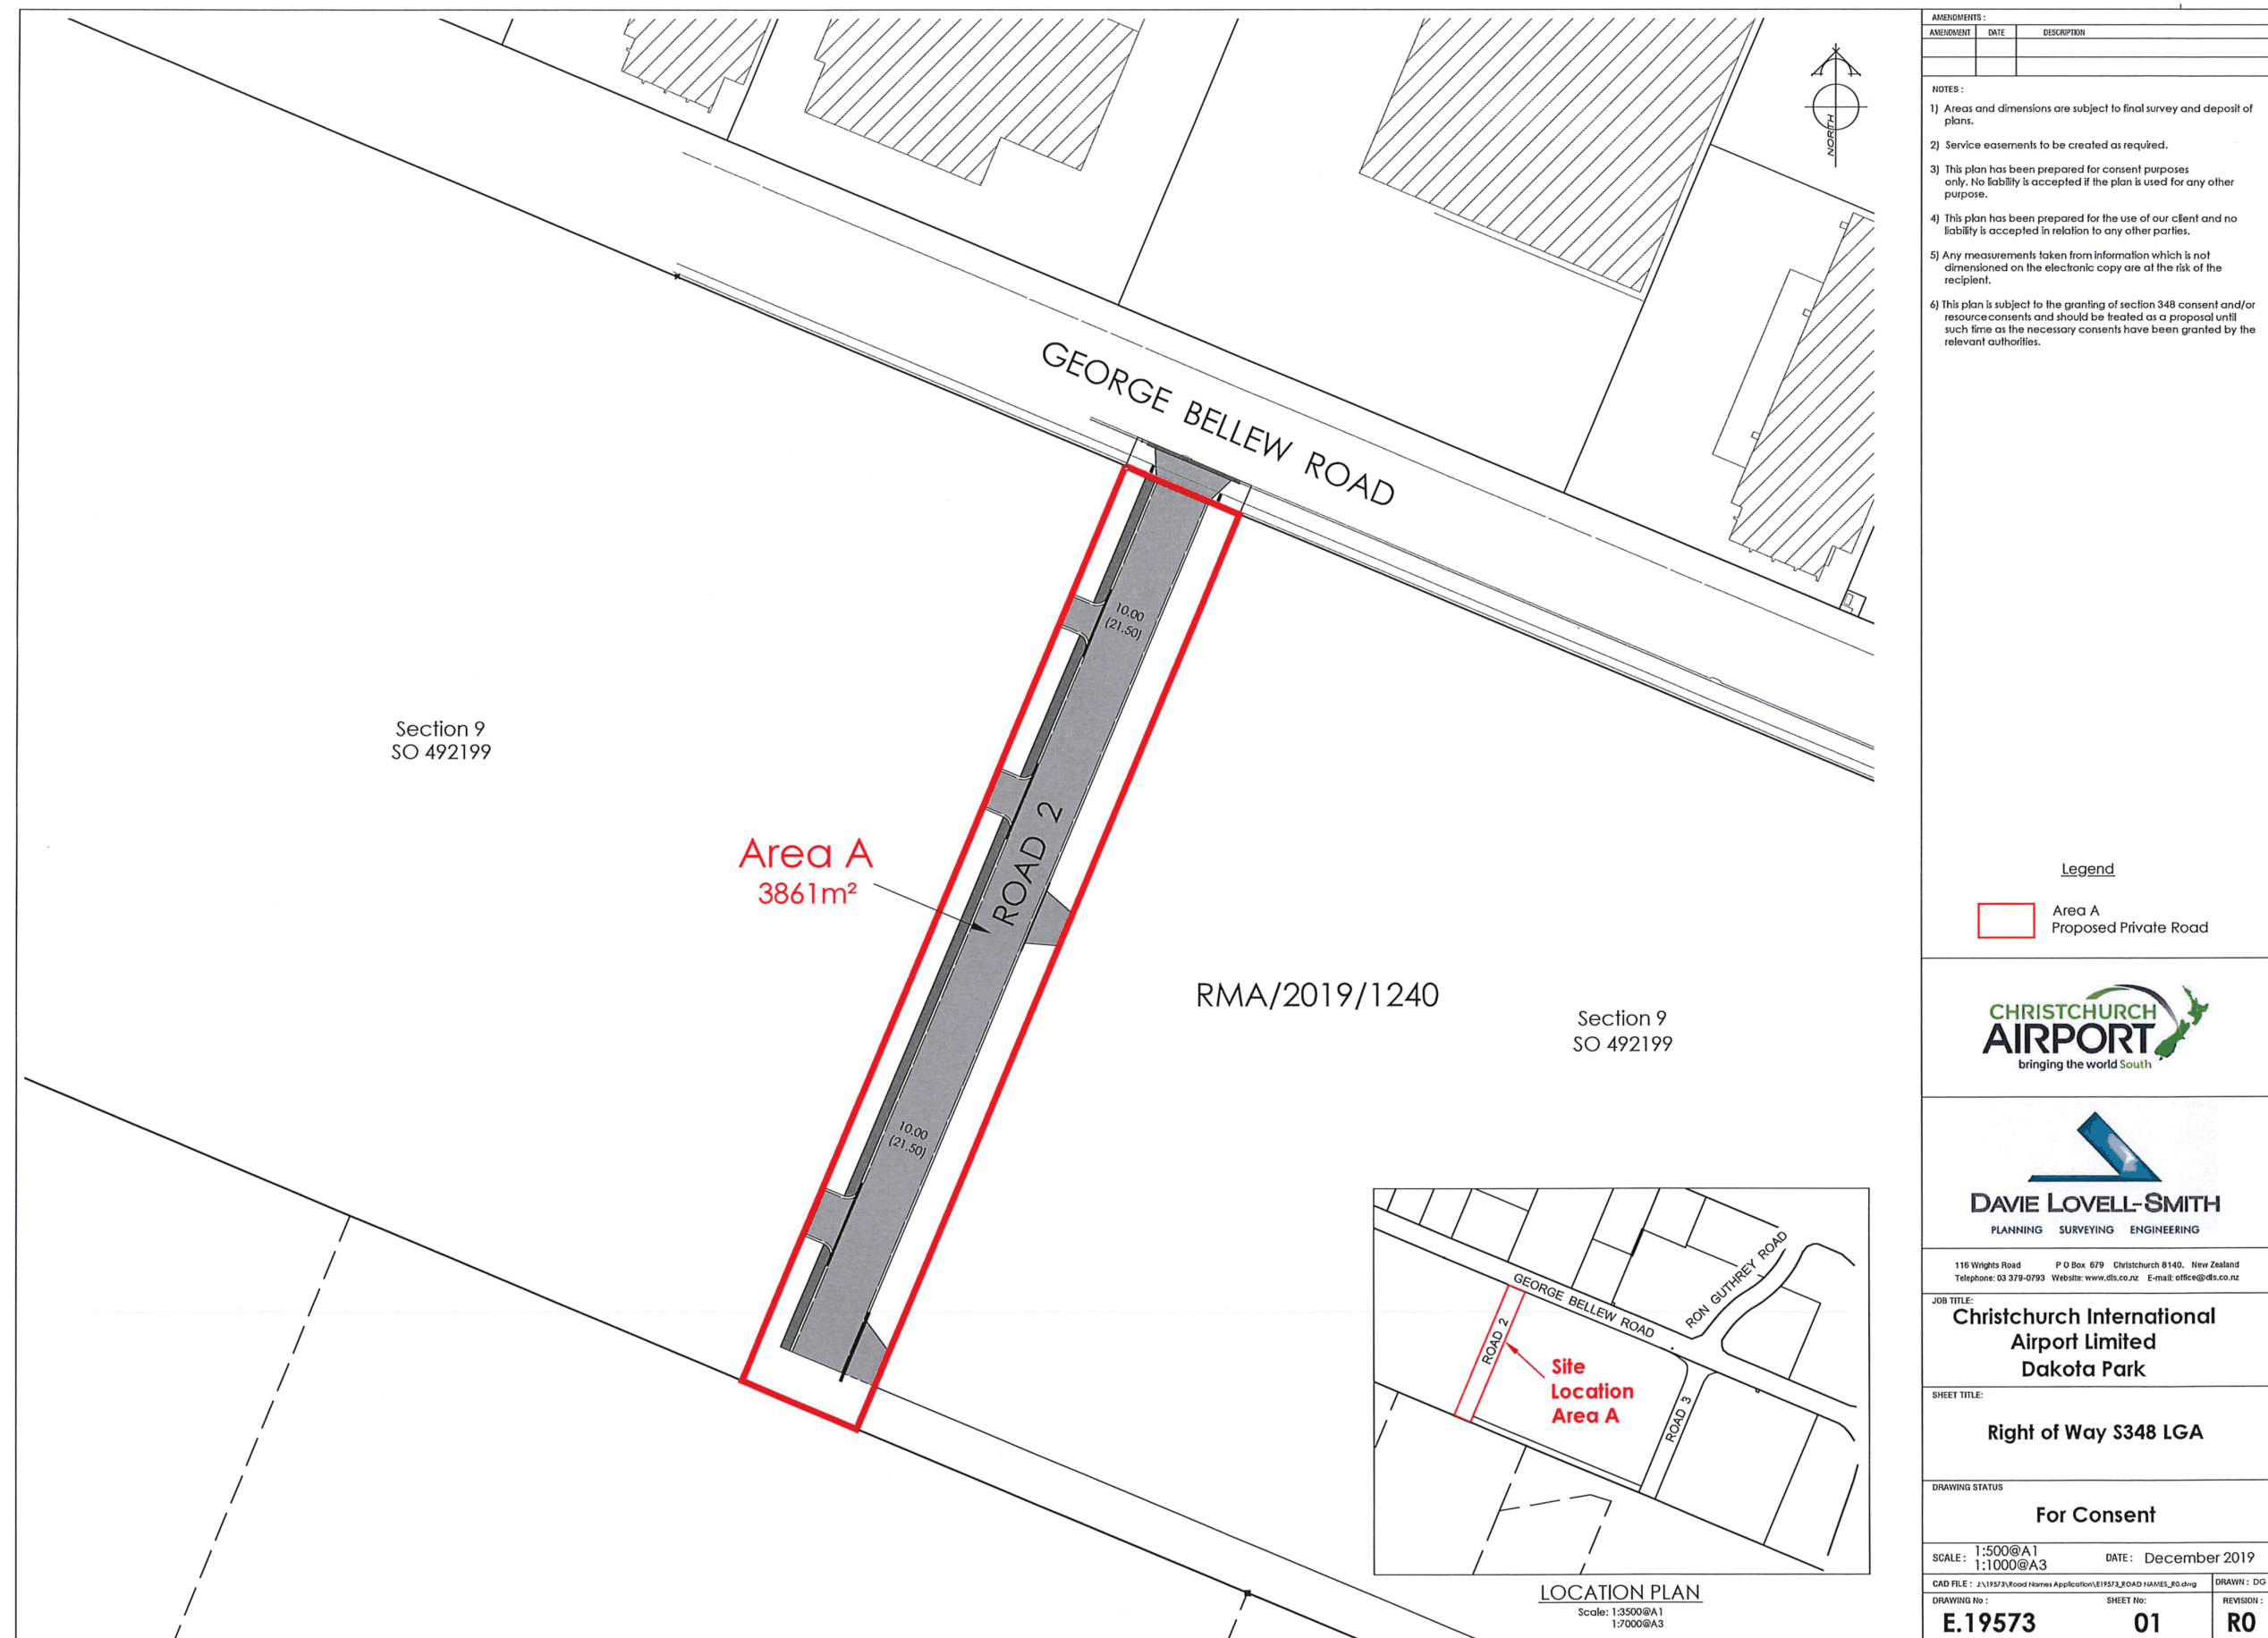 GEORGE BELLEW ROAD
10.00
(21.50)
Section 9
SO 492199
Area A
3861m²
ROAD 2
RMA/2019/1240
Section 9
SO 492199
10.00
(21.50)
NORTH
GEORGE BELLEW ROAD
RON GUTHREY ROAD
ROAD 2
ROAD 3
Site
Location
Area A
LOCATION PLAN
Scale: 1:3500@A1
1:7000@A3
AMENDMENTS :
AMENDMENT DATE DESCRIPTION
NOTES :
1) Areas and dimensions are subject to final survey and deposit of
plans.
2) Service easements to be created as required.
3) This plan has been prepared for consent purposes
only. No liability is accepted if the plan is used for any other
purpose.
4) This plan has been prepared for the use of our client and no
liability is accepted in relation to any other parties.
5) Any measurements taken from information which is not
dimensioned on the electronic copy are at the risk of the
recipient.
6) This plan is subject to the granting of section 348 consent and/or
resource consents and should be treated as a proposal until
such time as the necessary consents have been granted by the
relevant authorities.
Legend
Area A
Proposed Private Road
CHRISTCHURCH
AIRPORT
bringing the world South
DAVIE LOVELL-SMITH
PLANNING SURVEYING ENGINEERING
116 Wrights Road P O Box 679 Christchurch 8140. New Zealand
Telephone: 03 379-0793 Website: www.dls.co.nz E-mail: office@dls.co.nz
JOB TITLE:
Christchurch International
Airport Limited
Dakota Park
SHEET TITLE:
Right of Way S348 LGA
DRAWING STATUS
For Consent
SCALE : 1:500@A1
1:1000@A3
DATE : December 2019
CAD FILE : J:\19573\Road Names Application\E19573_ROAD NAMES_R0.dwg
DRAWN : DG
DRAWING No : SHEET No: REVISION :
E.19573 01 R0